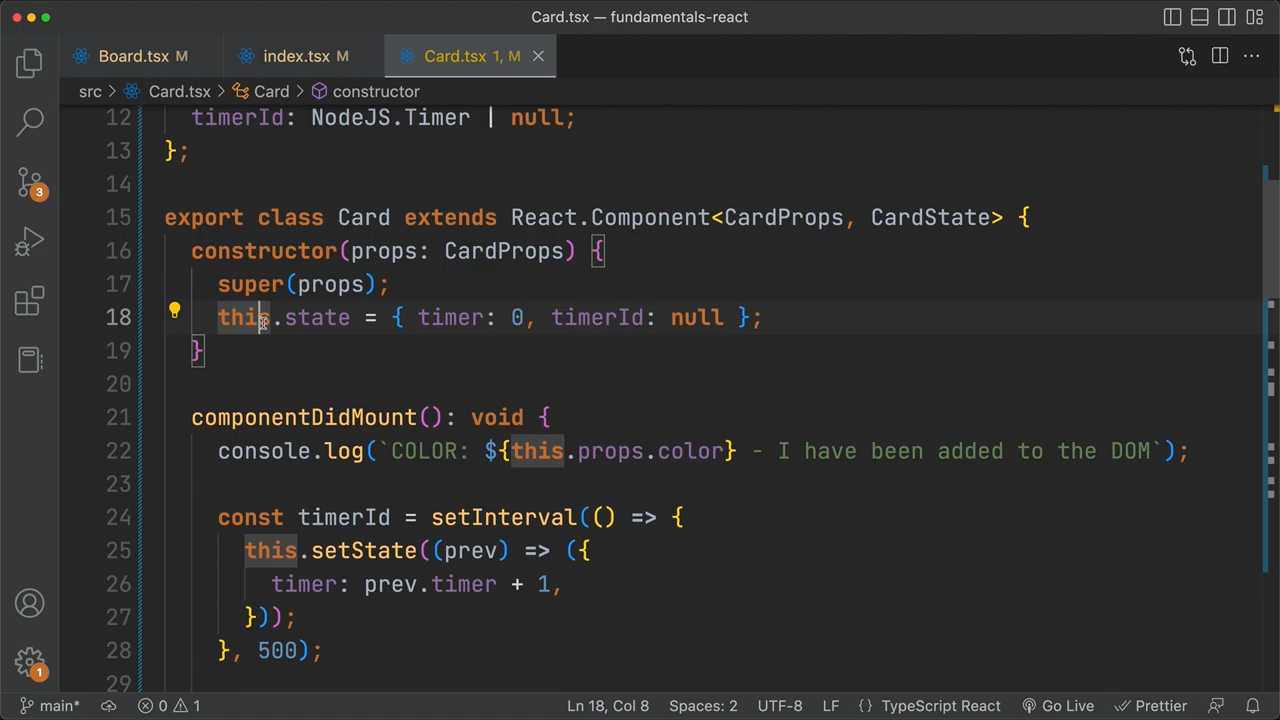 Card.tsx — fundamentals-react
Board.tsx M
index.tsx M
Card.tsx 1, M
src > Card.tsx > Card > constructor
12 timerId: NodeJS.Timer | null;
13 };
14
15 export class Card extends React.Component<CardProps, CardState> {
16 constructor(props: CardProps) {
17 super(props);
18 this.state = { timer: 0, timerId: null };
19 }
20
21 componentDidMount(): void {
22 console.log(`COLOR: ${this.props.color} - I have been added to the DOM`);
23
24 const timerId = setInterval(() => {
25 this.setState((prev) => ({
26 timer: prev.timer + 1,
27 }));
28 }, 500);
29
3
1
main* 0 1 Ln 18, Col 8 Spaces: 2 UTF-8 LF {} TypeScript React Go Live Prettier